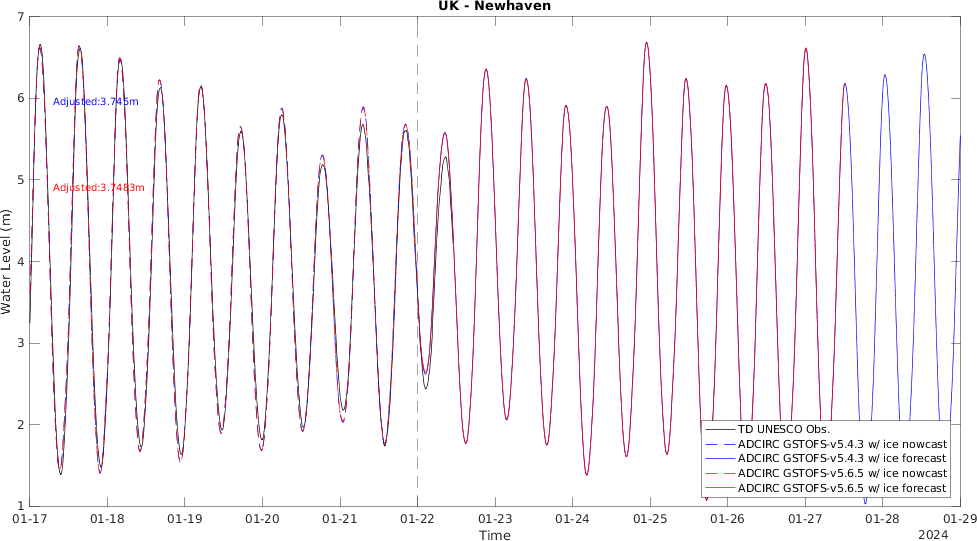 UK - Newhaven
7
6
5
4
3
2
1
Water Level (m)
Adjusted:3.745m
Adjusted:3.7483m
TD UNESCO Obs.
ADCIRC GSTOFS-v5.4.3 w/ ice nowcast
ADCIRC GSTOFS-v5.4.3 w/ ice forecast
ADCIRC GSTOFS-v5.6.5 w/ ice nowcast
ADCIRC GSTOFS-v5.6.5 w/ ice forecast
01-17 01-18 01-19 01-20 01-21 01-22 01-23 01-24 01-25 01-26 01-27 01-28 01-29
Time
2024